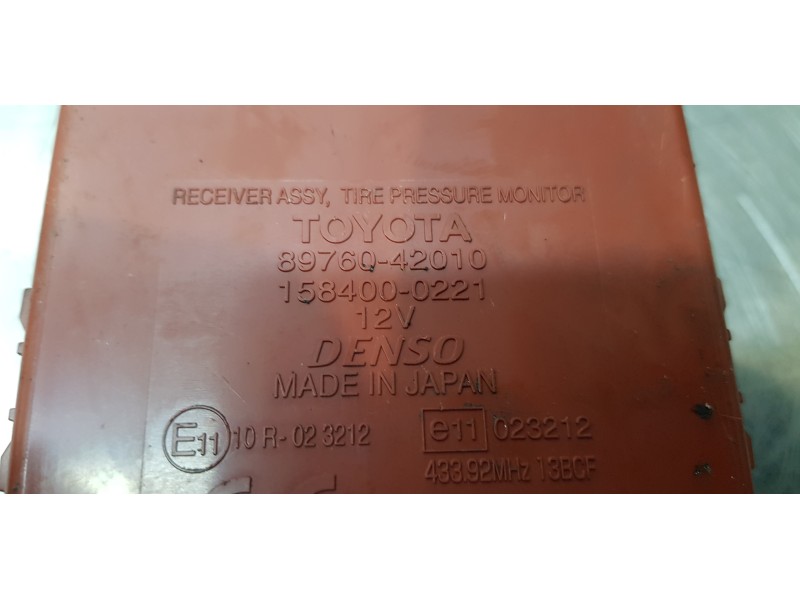 RECEIVER ASSY, TIRE PRESSURE MONITOR
TOYOTA
89760-42010
158400-0221
12V
DENSO
MADE IN JAPAN
E11 10 R-02 3212 e11 023212
433.92MHz 13BCF